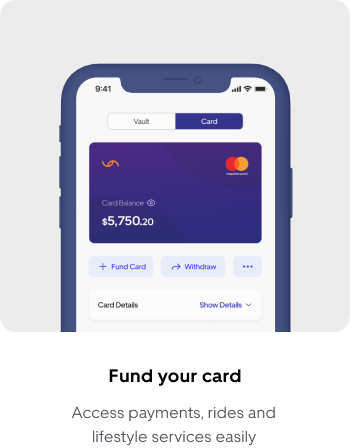 9:41
Vault
Card
mastercard
Card Balance
$5,750.20
Fund Card
Withdraw
Card Details
Show Details
Fund your card
Access payments, rides and
lifestyle services easily